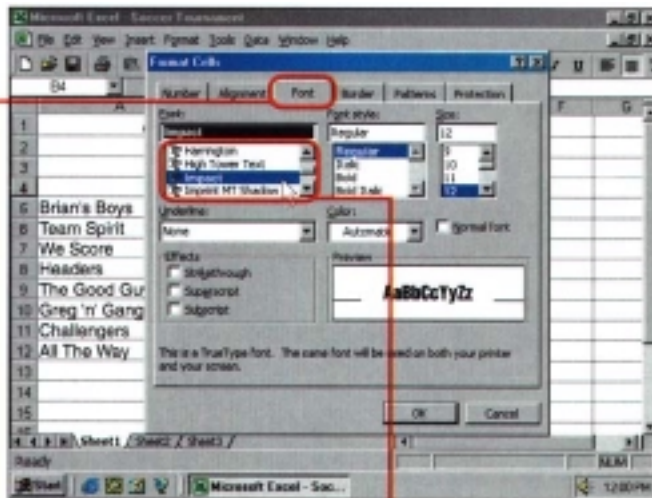 Microsoft Excel - Soccer Tournament
File Edit View Insert Format Tools Data Window Help
B4
Format Cells
Number Alignment Font Border Patterns Protection
Font: Font style: Size:
Impact Regular 12
Harrington Regular 9
High Tower Text Italic 10
Impact Bold 11
Imprint MT Shadow Bold Italic 12
Underline: Color:
None Automatic Normal font
Effects Preview
Strikethrough
Superscript
Subscript
AaBbCcYyZz
This is a TrueType font. The same font will be used on both your printer
and your screen.
OK Cancel
A F G
1
2
3
4
5 Brian's Boys
6 Team Spirit
7 We Score
8 Headers
9 The Good Gu
10 Greg 'n' Gang
11 Challengers
12 All The Way
13
14
15
Sheet1 / Sheet2 / Sheet3 /
Ready NUM
Start Microsoft Excel - Soc... 12:00 PM